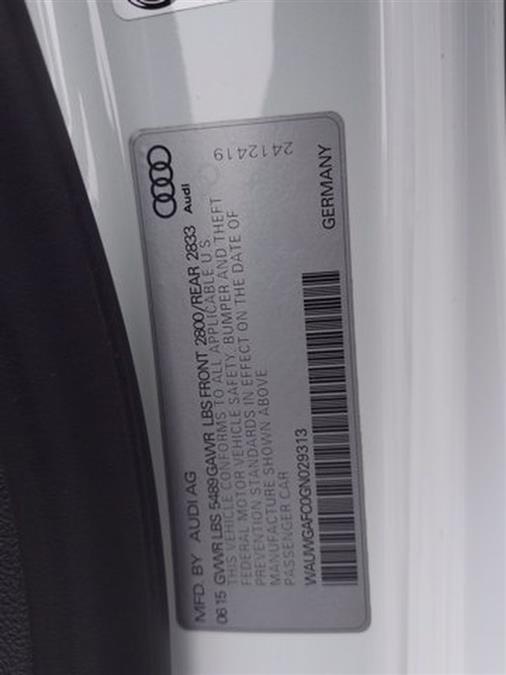 MFD. BY AUDI AG
Audi
06 15 GVWR LBS 5489 GAWR LBS FRONT 2800/REAR 2833
THIS VEHICLE CONFORMS TO ALL APPLICABLE U S
FEDERAL MOTOR VEHICLE SAFETY, BUMPER AND THEFT
PREVENTION STANDARDS IN EFFECT ON THE DATE OF
MANUFACTURE SHOWN ABOVE
PASSENGER CAR
2412419
WAUWGAFC0GN029313
GERMANY